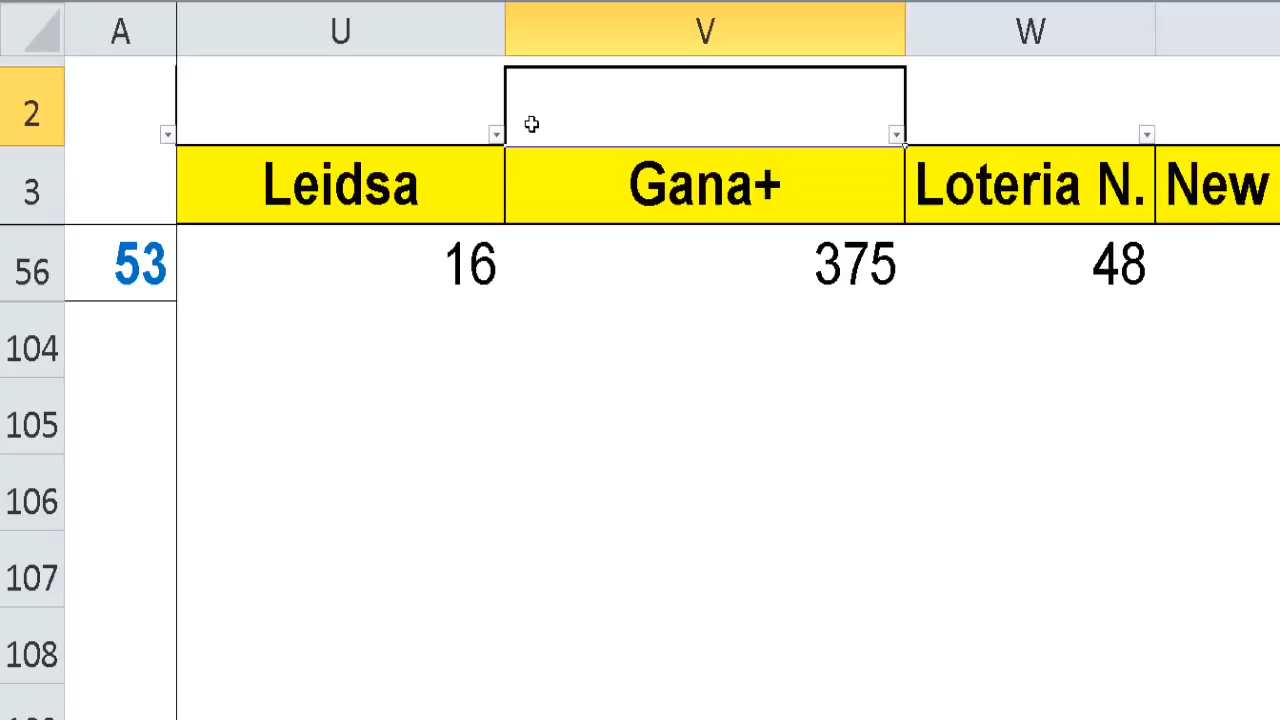 A U V W
2
3 Leidsa Gana+ Loteria N. New
56 53 16 375 48
104
105
106
107
108